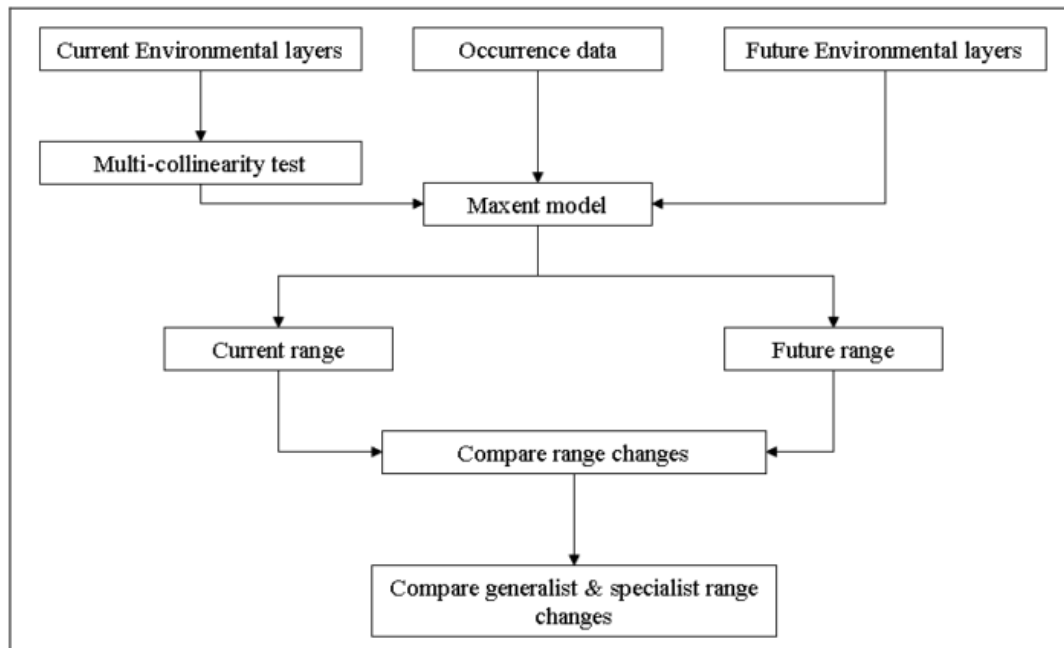 Current Environmental layers
Occurrence data
Future Environmental layers
Multi-collinearity test
Maxent model
Current range
Future range
Compare range changes
Compare generalist & specialist range
changes